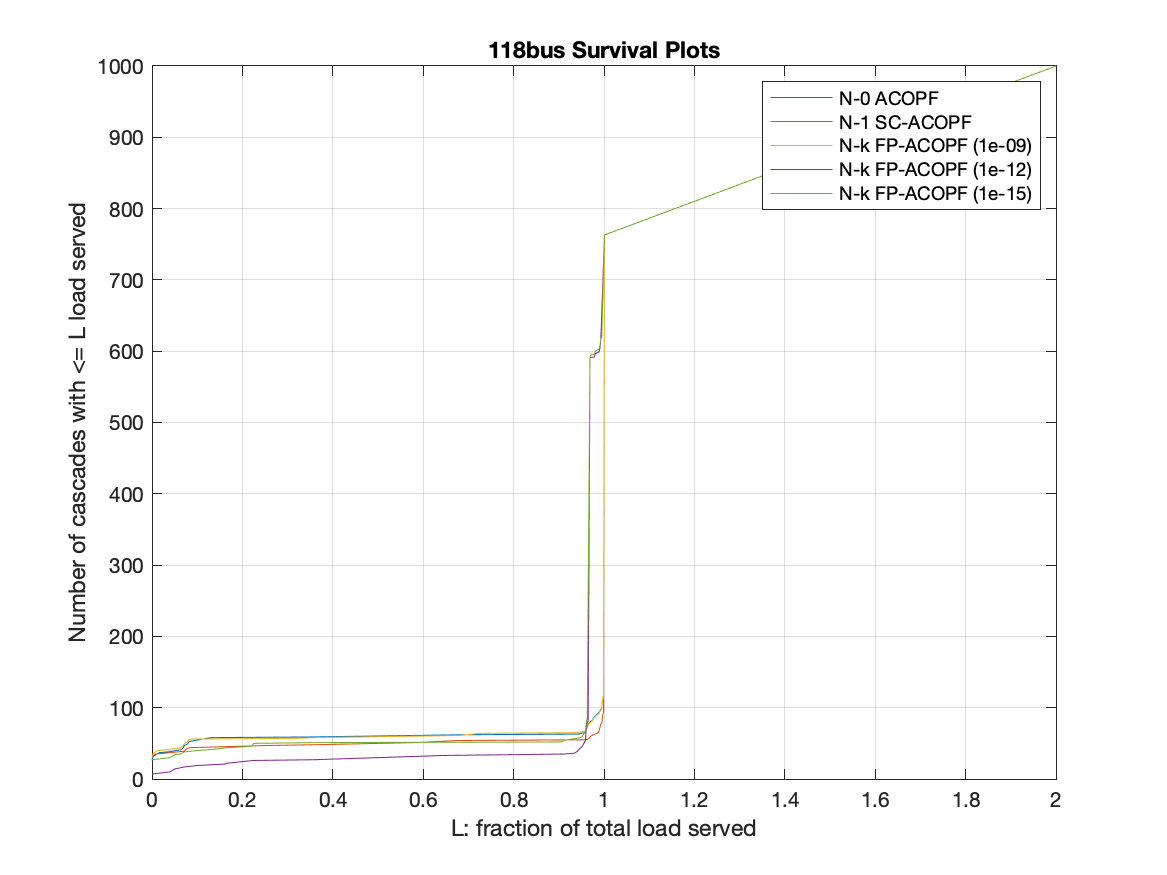 118bus Survival Plots
1000
900
800
700
600
500
400
300
200
100
0
Number of cascades with <= L load served
N-0 ACOPF
N-1 SC-ACOPF
N-k FP-ACOPF (1e-09)
N-k FP-ACOPF (1e-12)
N-k FP-ACOPF (1e-15)
0 0.2 0.4 0.6 0.8 1 1.2 1.4 1.6 1.8 2
L: fraction of total load served